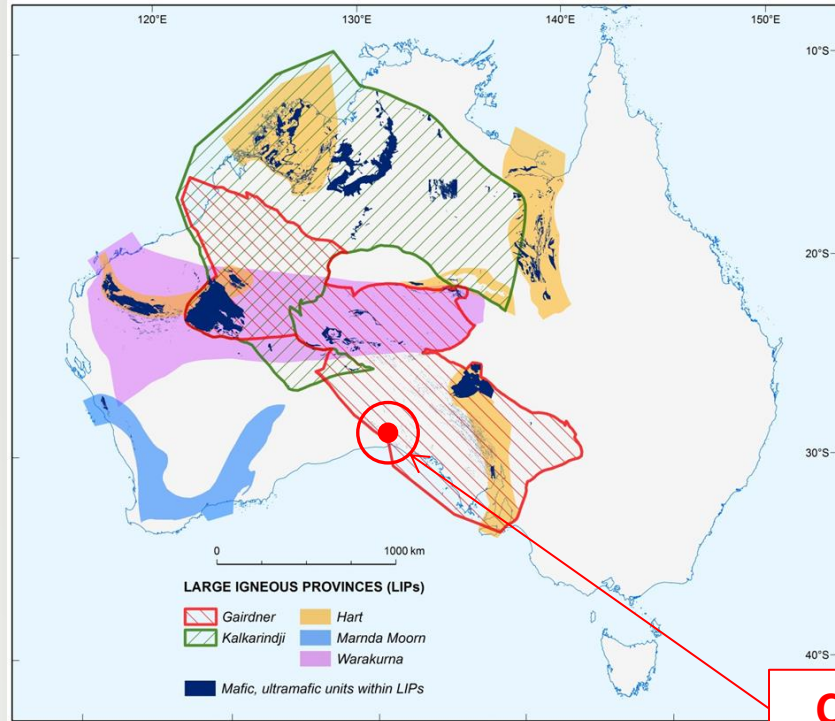 120°E 130°E 140°E 150°E
10°S
20°S
30°S
0 1000 km
LARGE IGNEOUS PROVINCES (LIPs)
Gairdner Hart
Kalkarindji Marnda Moorn
Warakurna
Mafic, ultramafic units within LIPs
40°S